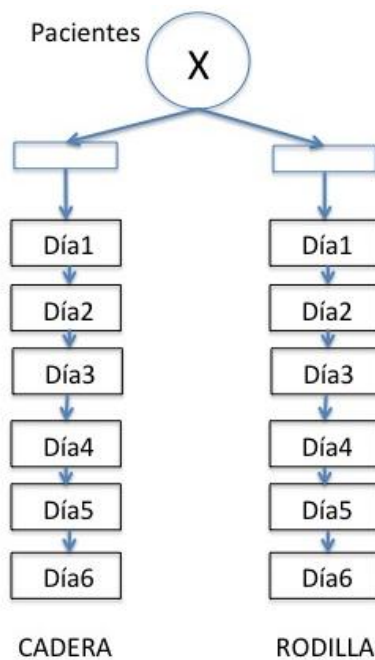 Pacientes
X
Día1 Día1
Día2 Día2
Día3 Día3
Día4 Día4
Día5 Día5
Día6 Día6
CADERA RODILLA